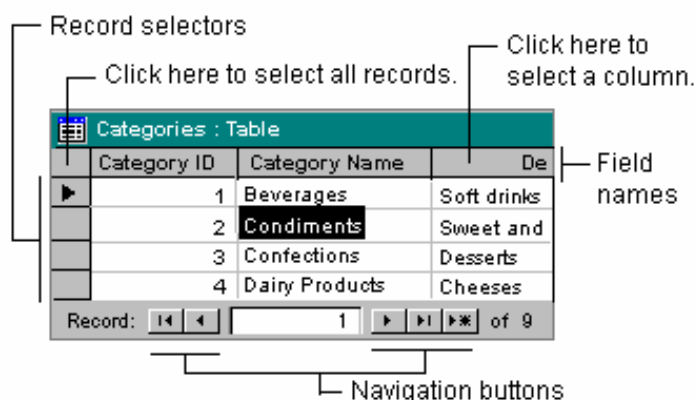 Record selectors
Click here to
select a column.
Click here to select all records.
Categories : Table
Category ID Category Name De
Field
names
1 Beverages Soft drinks
2 Condiments Sweet and
3 Confections Desserts
4 Dairy Products Cheeses
Record: 1 of 9
Navigation buttons